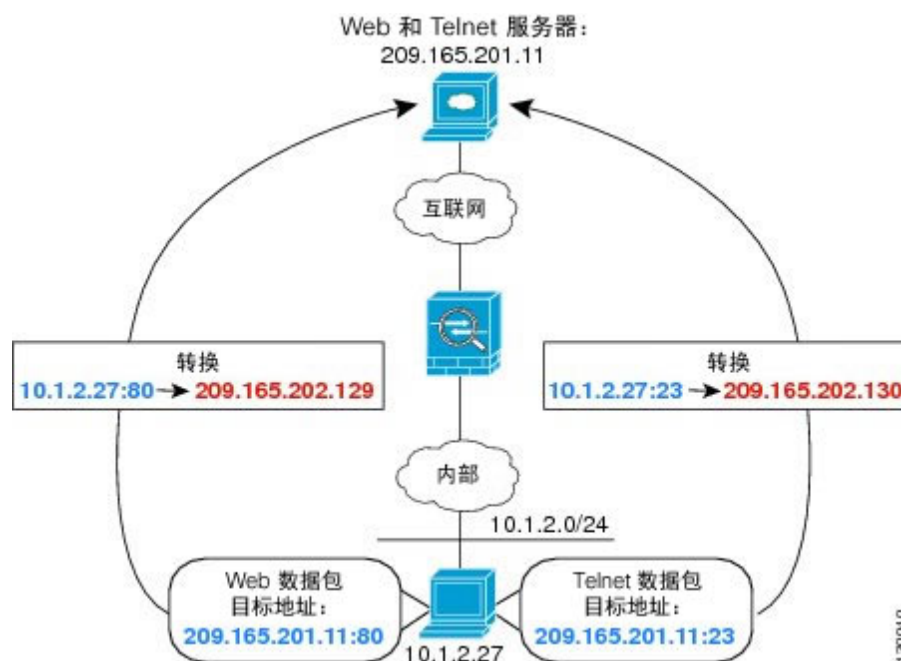 Web 和 Telnet 服务器：
209.165.201.11
互联网
转换
10.1.2.27:80 209.165.202.129
转换
10.1.2.27:23 209.165.202.130
内部
10.1.2.0/24
Web 数据包
目标地址：
209.165.201.11:80
Telnet 数据包
目标地址：
209.165.201.11:23
10.1.2.27